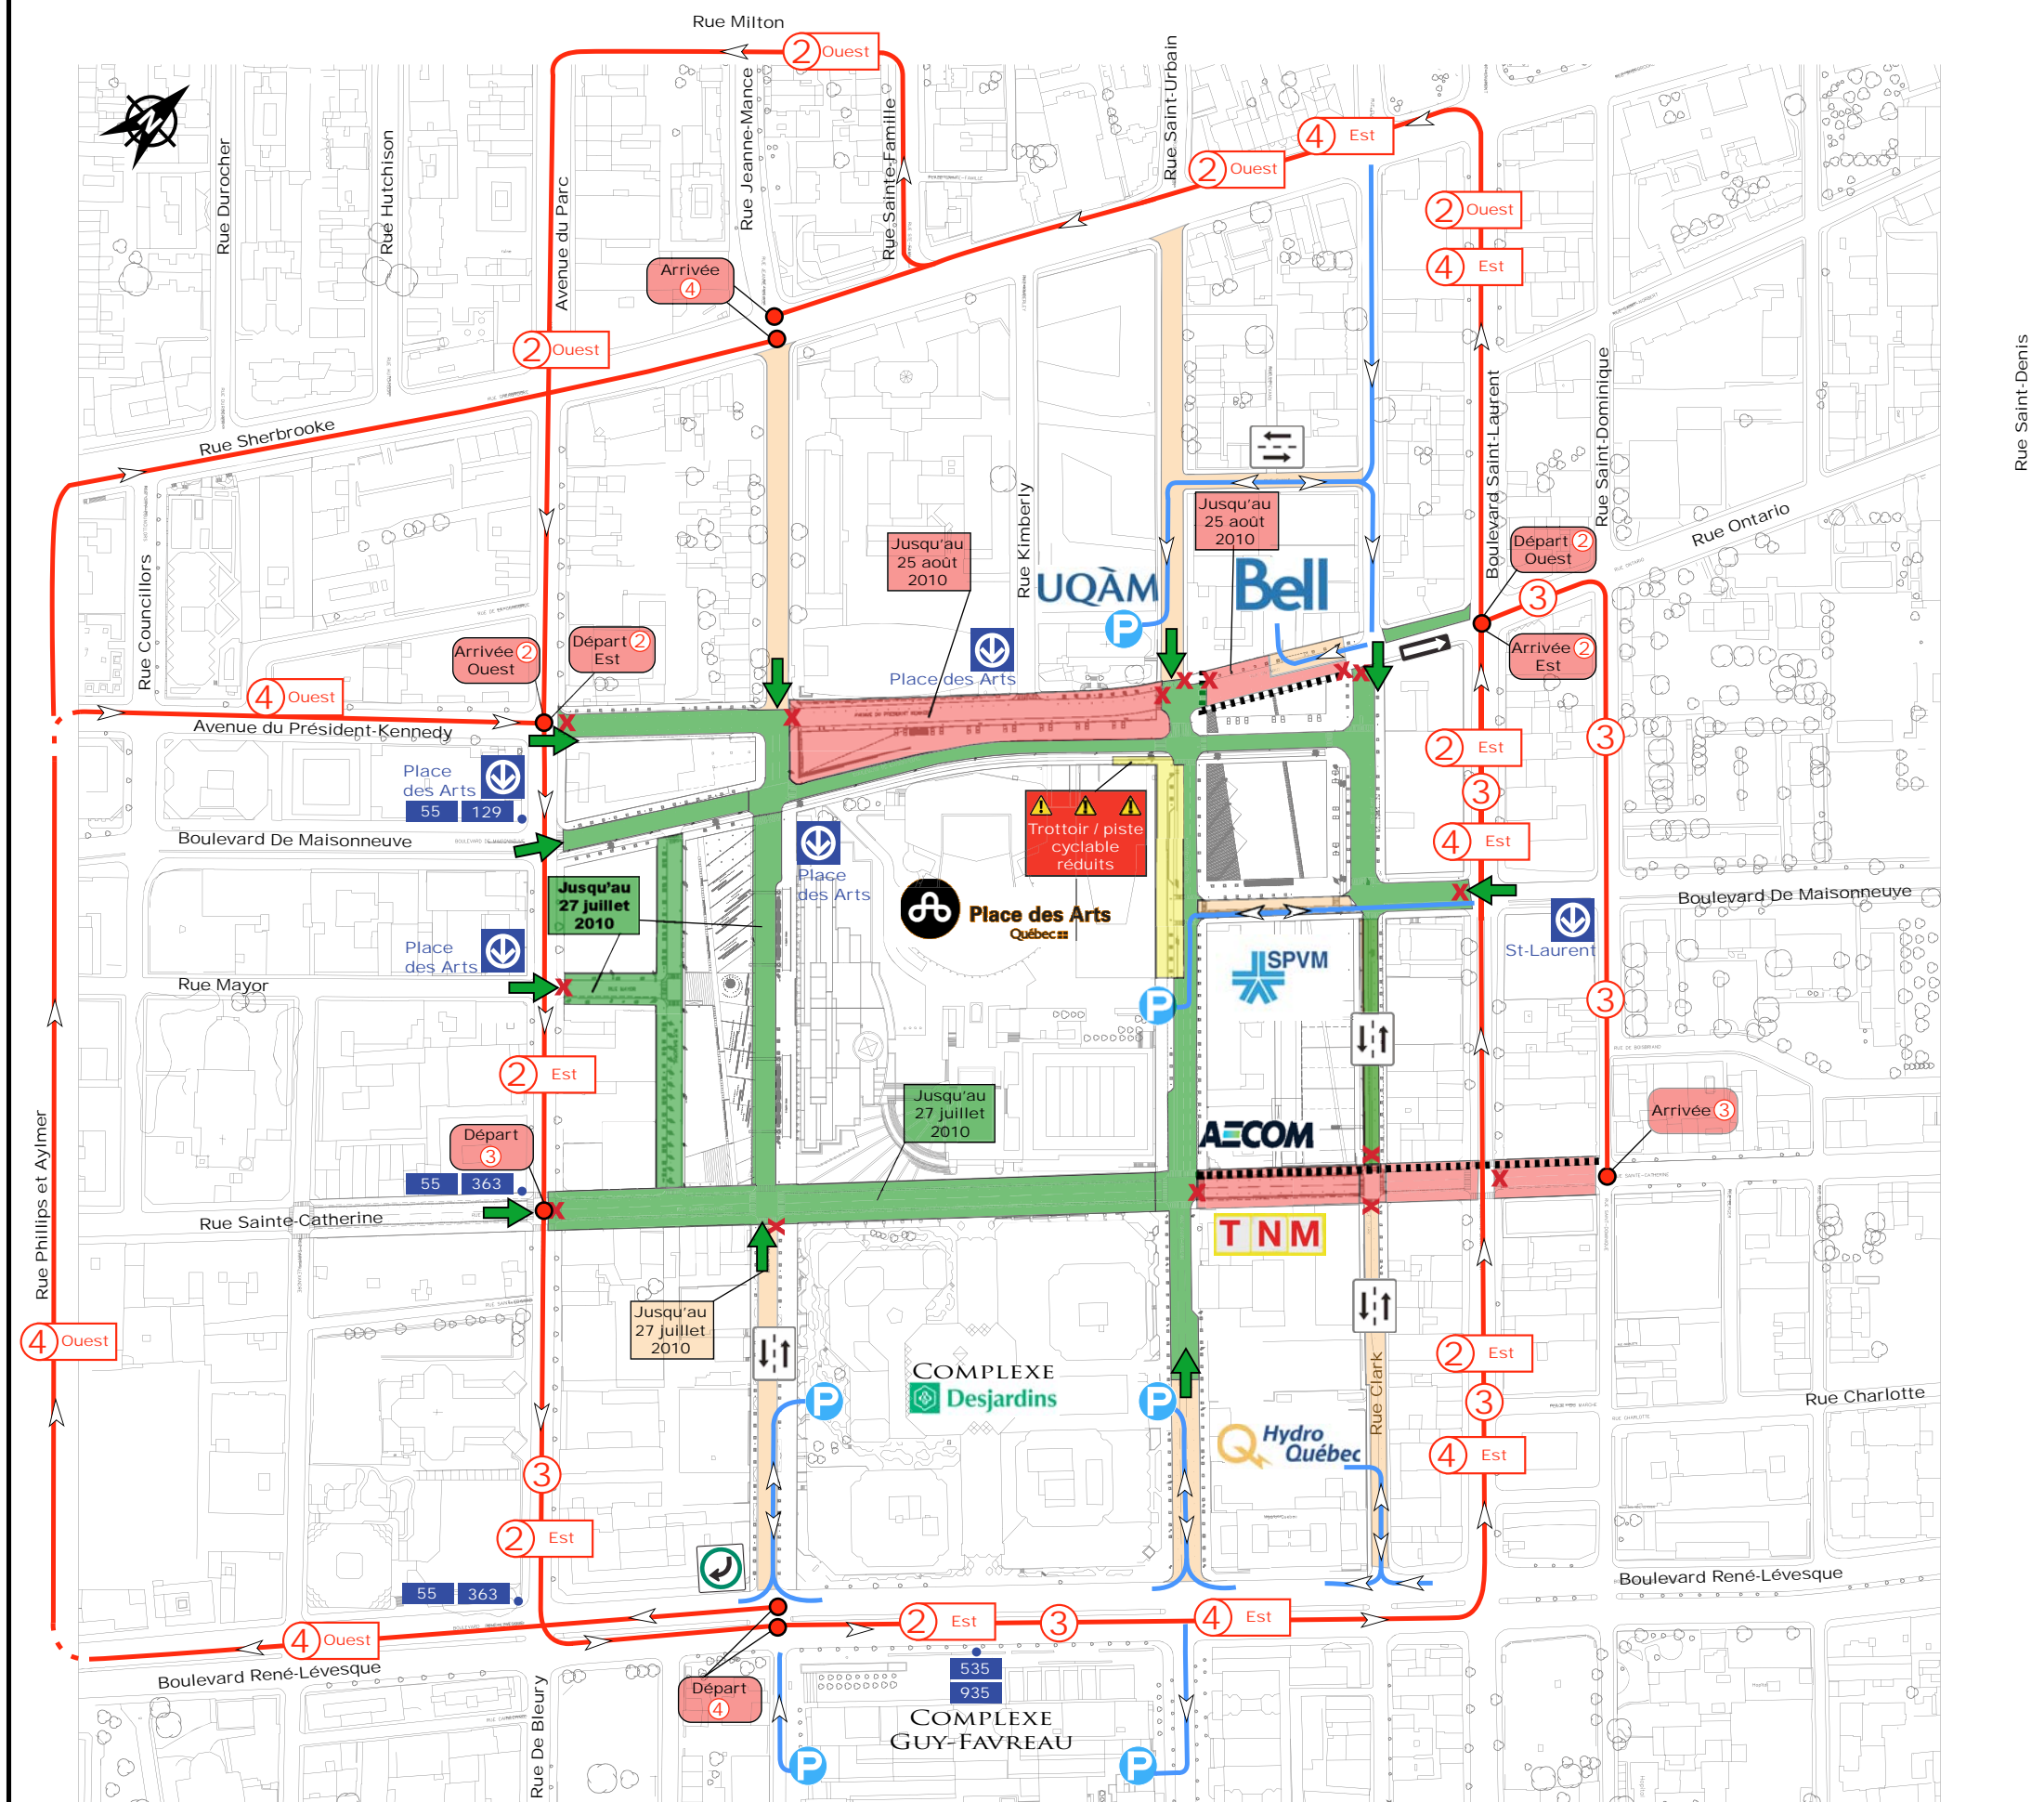 Rue Milton
2 Ouest
Rue Saint-Urbain
Rue Jeanne-Mance
Rue Sainte-Famille
4 Est
2 Ouest
N
Rue Durocher
Rue Hutchison
Avenue du Parc
2 Ouest
4 Est
Arrivée
4
2 Ouest
Rue Saint-Denis
Rue Sherbrooke
Boulevard Saint-Laurent
Rue Saint-Dominique
Rue Ontario
Rue Councillors
Rue Kimberly
Jusqu'au
25 août
2010
Jusqu'au
25 août
2010
UQÀM
Bell
P
Départ 2
Ouest
3
Arrivée 2
Est
Arrivée 2
Ouest
Départ 2
Est
Place des Arts
4 Ouest
Avenue du Président-Kennedy
X
X
X
X
X
X
X
2 Est
3
3
Place
des Arts
55 129
Boulevard De Maisonneuve
Trottoir / piste
cyclable
réduits
4 Est
Place
des Arts
Jusqu'au
27 juillet
2010
Place des Arts
Québec
X
Boulevard De Maisonneuve
St-Laurent
Place
des Arts
Rue Mayor
X
SPVM
P
3
2 Est
Jusqu'au
27 juillet
2010
AECOM
Arrivée 3
Départ
3
55 363
Rue Sainte-Catherine
X
X
X
X
X
X
TNM
Rue Phillips et Aylmer
4 Ouest
Jusqu'au
27 juillet
2010
Complexe
Desjardins
P
P
Hydro
Québec
Rue Clark
2 Est
3
4 Est
Rue Charlotte
3
2 Est
55 363
Boulevard René-Lévesque
4 Ouest
2 Est
3
4 Est
Boulevard René-Lévesque
Rue De Bleury
Départ
4
535
935
Complexe
Guy-Favreau
P
P